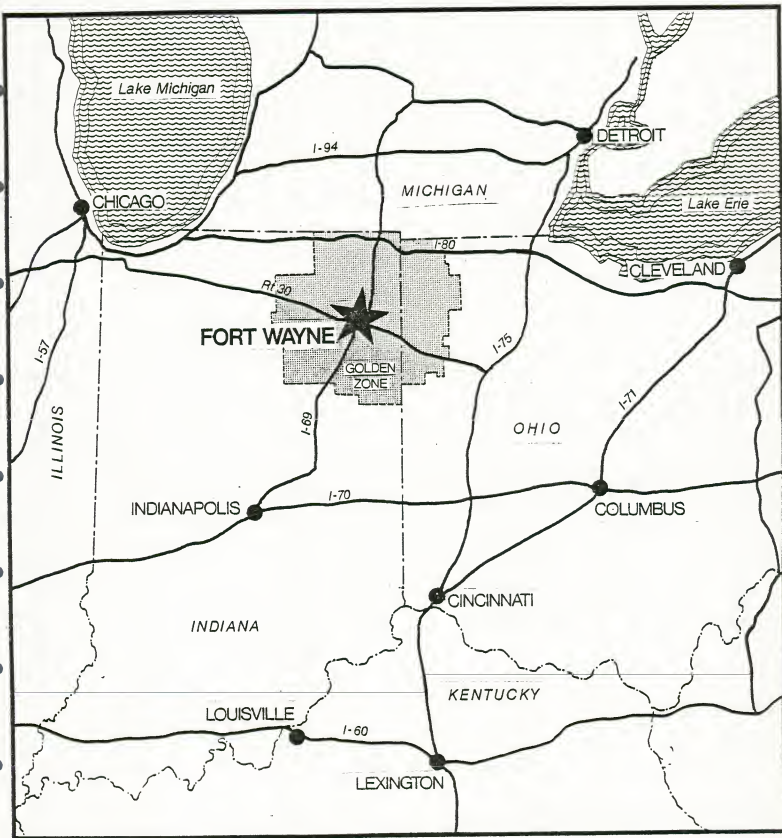 Lake Michigan
DETROIT
I-94
MICHIGAN
CHICAGO
Lake Erie
I-80
CLEVELAND
Rt 30
FORT WAYNE
I-75
I-57
GOLDEN
ZONE
I-71
I-69
ILLINOIS
OHIO
I-70
INDIANAPOLIS
COLUMBUS
CINCINNATI
INDIANA
KENTUCKY
LOUISVILLE
I-60
LEXINGTON